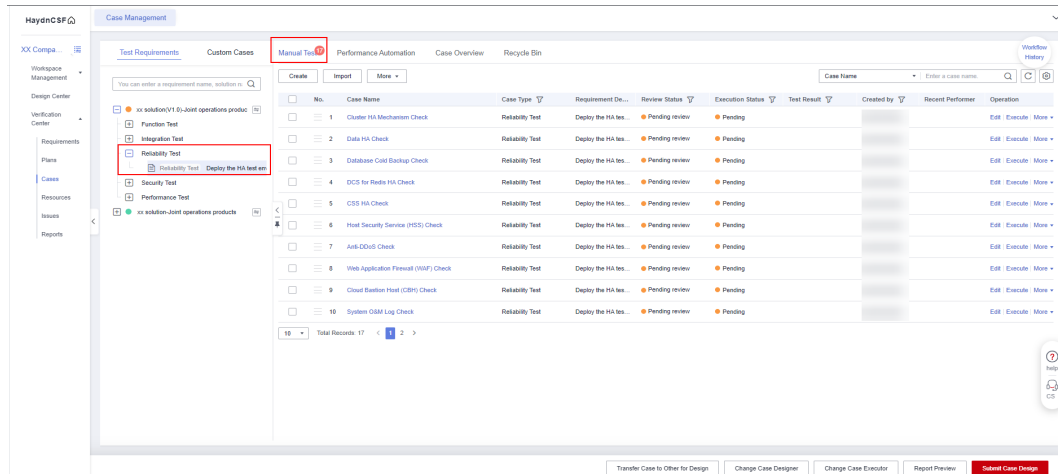 HaydnCSF
Case Management
XX Compa...
Workspace
Management
Design Center
Verification
Center
Requirements
Plans
Cases
Resources
Issues
Reports
Test Requirements Custom Cases
You can enter a requirement name, solution n
xx solution(V1.0)-Joint operations produc
Function Test
Integration Test
Reliability Test
Reliability Test Deploy the HA test em
Security Test
Performance Test
xx solution-Joint operations products
Manual Tes 17 Performance Automation Case Overview Recycle Bin
Workflow
History
Create Import More Case Name Enter a case name.
No. Case Name Case Type Requirement De... Review Status Execution Status Test Result Created by Recent Performer Operation
1 Cluster HA Mechanism Check Reliability Test Deploy the HA tes... Pending review Pending Edit Execute More
2 Data HA Check Reliability Test Deploy the HA tes... Pending review Pending Edit Execute More
3 Database Cold Backup Check Reliability Test Deploy the HA tes... Pending review Pending Edit Execute More
4 DCS for Redis HA Check Reliability Test Deploy the HA tes... Pending review Pending Edit Execute More
5 CSS HA Check Reliability Test Deploy the HA tes... Pending review Pending Edit Execute More
6 Host Security Service (HSS) Check Reliability Test Deploy the HA tes... Pending review Pending Edit Execute More
7 Anti-DDoS Check Reliability Test Deploy the HA tes... Pending review Pending Edit Execute More
8 Web Application Firewall (WAF) Check Reliability Test Deploy the HA tes... Pending review Pending Edit Execute More
9 Cloud Bastion Host (CBH) Check Reliability Test Deploy the HA tes... Pending review Pending Edit Execute More
10 System O&M Log Check Reliability Test Deploy the HA tes... Pending review Pending Edit Execute More
10 Total Records: 17 < 1 2 >
help
CS
Transfer Case to Other for Design Change Case Designer Change Case Executor Report Preview Submit Case Design